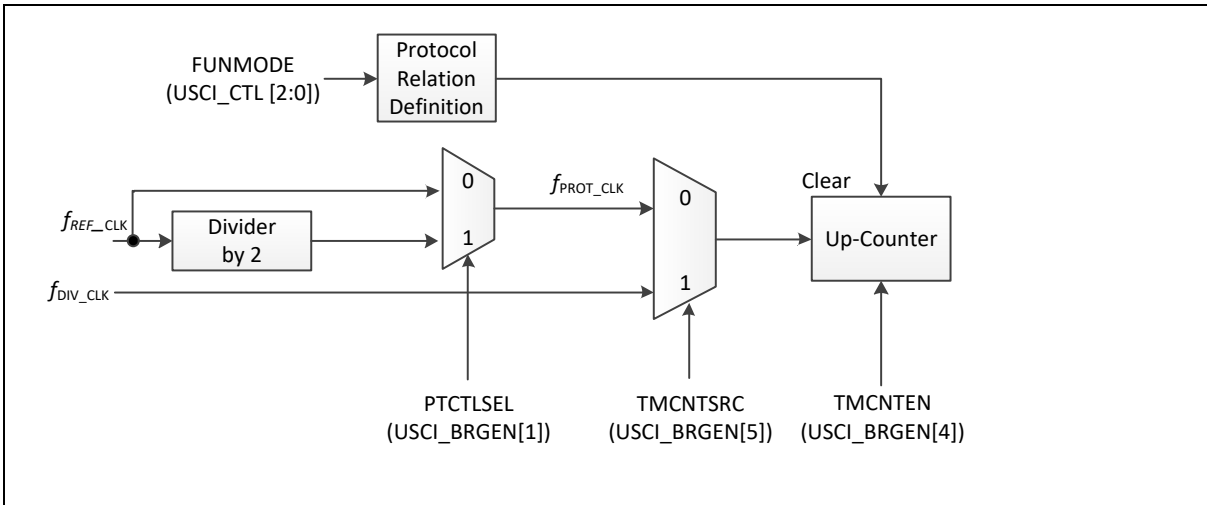 FUNMODE
(USCI_CTL [2:0])
Protocol
Relation
Definition
Clear
0
1
fPROT_CLK
0
1
fREF_CLK
Divider
by 2
Up-Counter
fDIV_CLK
PTCTLSEL
(USCI_BRGEN[1])
TMCNTSRC
(USCI_BRGEN[5])
TMCNTEN
(USCI_BRGEN[4])